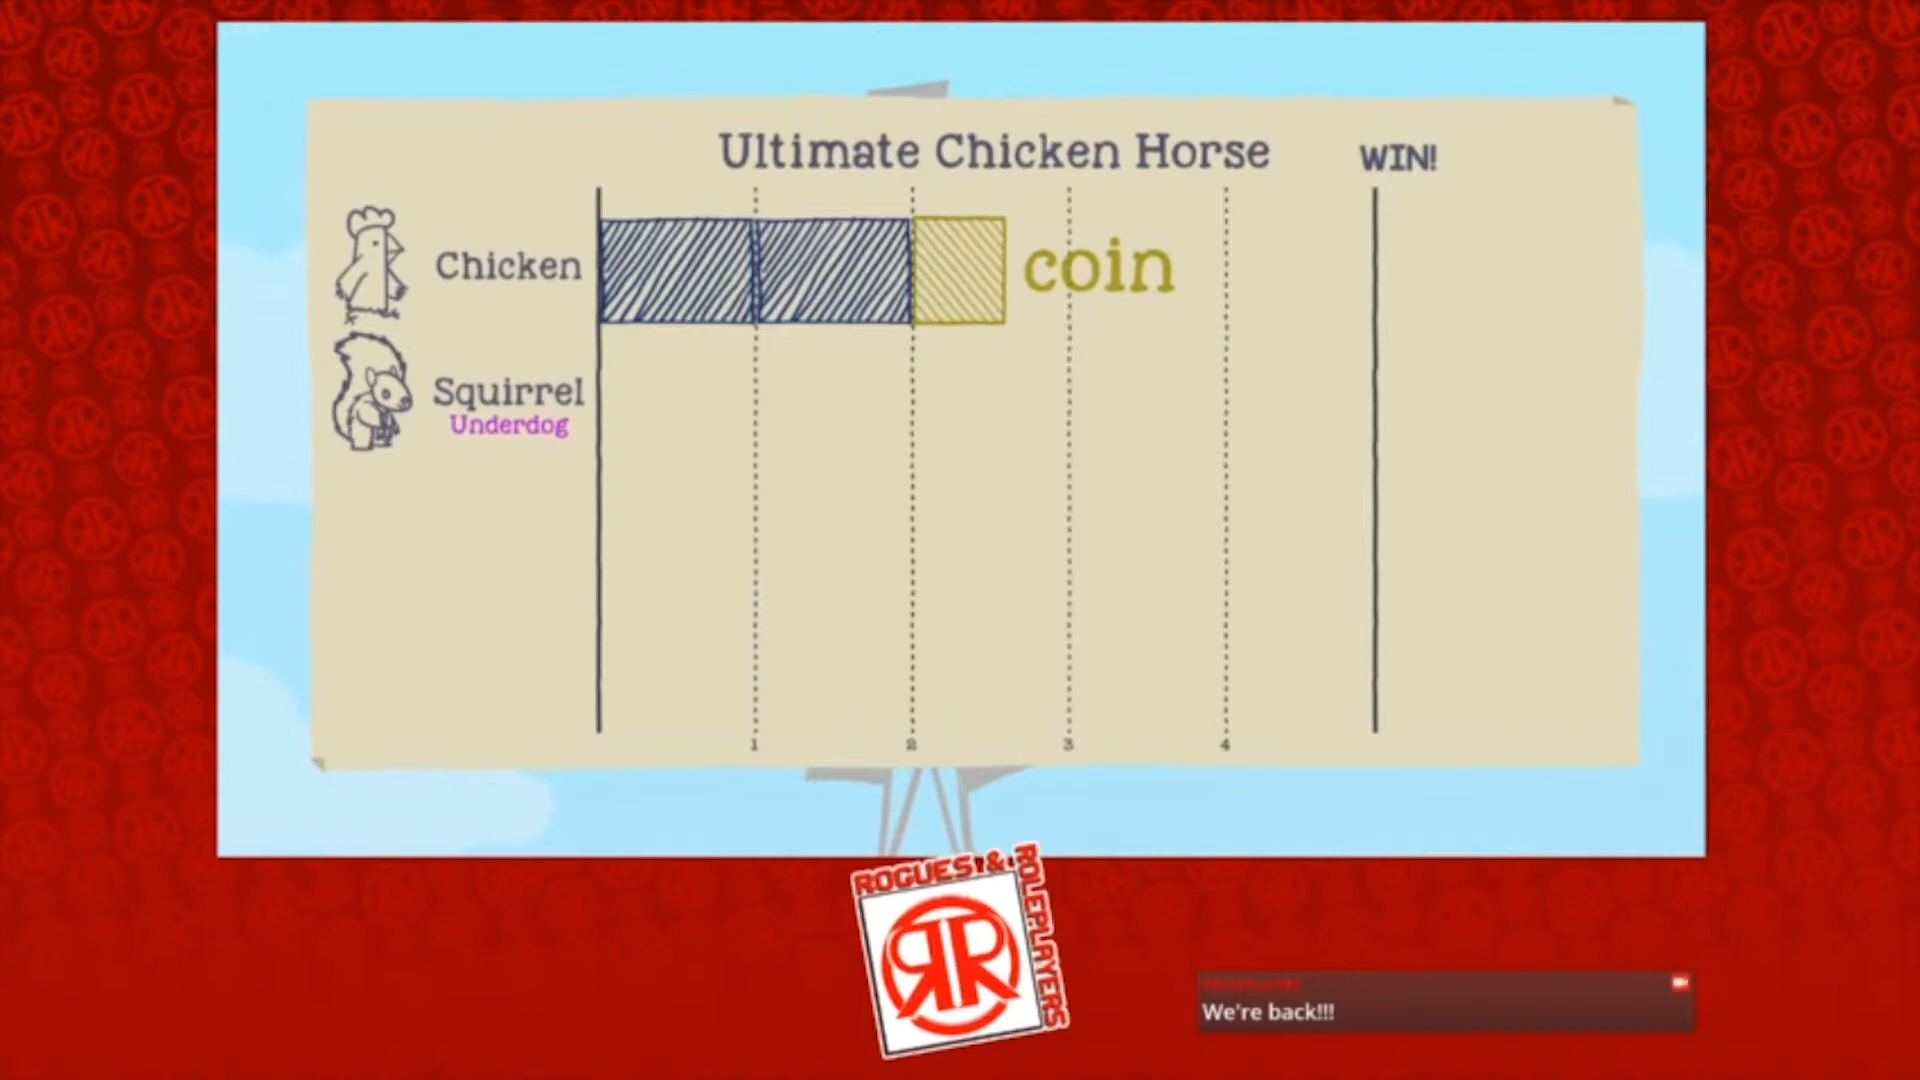 Ultimate Chicken Horse
WIN!
Chicken
coin
Squirrel
Underdog
1
2
3
4
ROGUES & ROLEPLAYERS
RR
We're back!!!